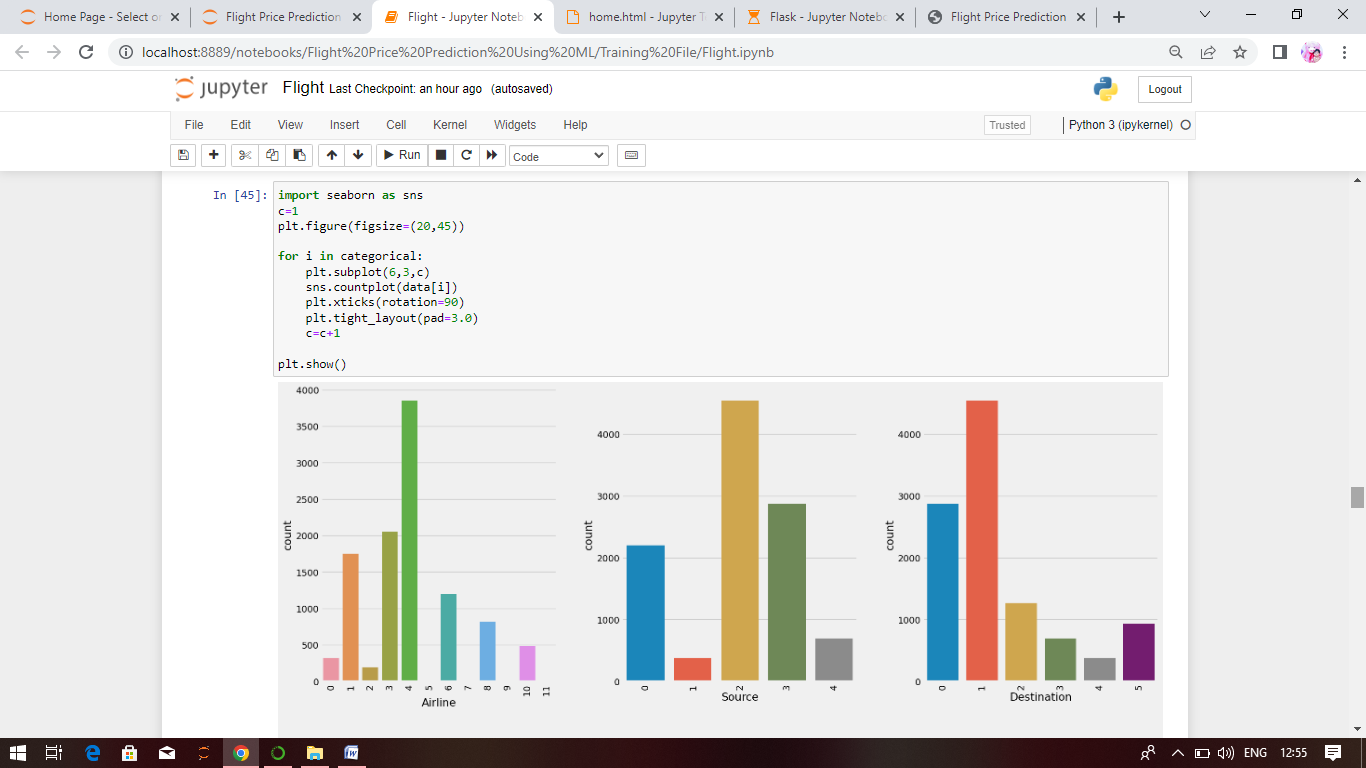 Home Page - Select or
Flight Price Prediction
Flight - Jupyter Noteb
home.html - Jupyter T
Flask - Jupyter Notebo
Flight Price Prediction
localhost:8889/notebooks/Flight%20Price%20Prediction%20Using%20ML/Training%20File/Flight.ipynb
jupyter Flight Last Checkpoint: an hour ago (autosaved)
Logout
File Edit View Insert Cell Kernel Widgets Help
Trusted
Python 3 (ipykernel)
Run
Code
In [45]:
import seaborn as sns
c=1
plt.figure(figsize=(20,45))
for i in categorical:
    plt.subplot(6,3,c)
    sns.countplot(data[i])
    plt.xticks(rotation=90)
    plt.tight_layout(pad=3.0)
    c=c+1
plt.show()
4000
3500
3000
2500
2000
1500
1000
500
0
count
0 1 2 3 4 5 6 7 8 9 10 11
Airline
4000
3000
2000
1000
0
count
0 1 2 3 4
Source
4000
3000
2000
1000
0
count
0 1 2 3 4 5
Destination
ENG 12:55